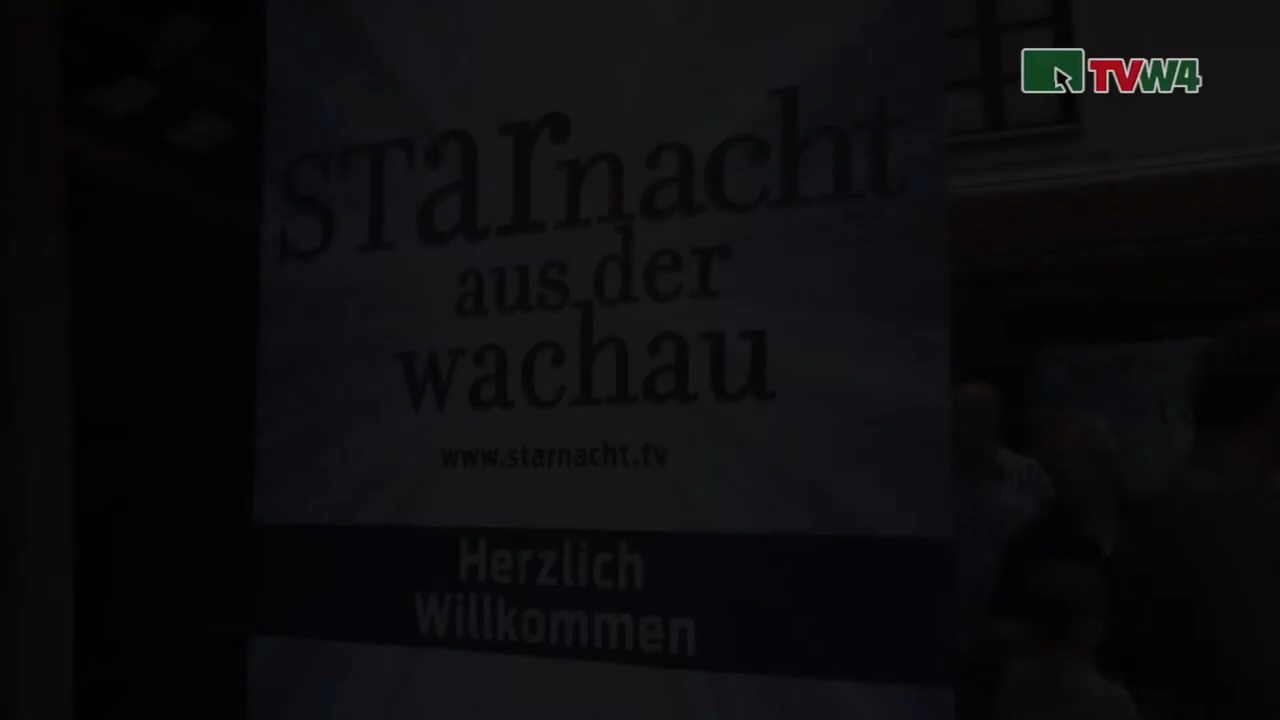 TVW4
STarnacht
aus der
wachau
www.starnacht.tv
Herzlich
Willkommen